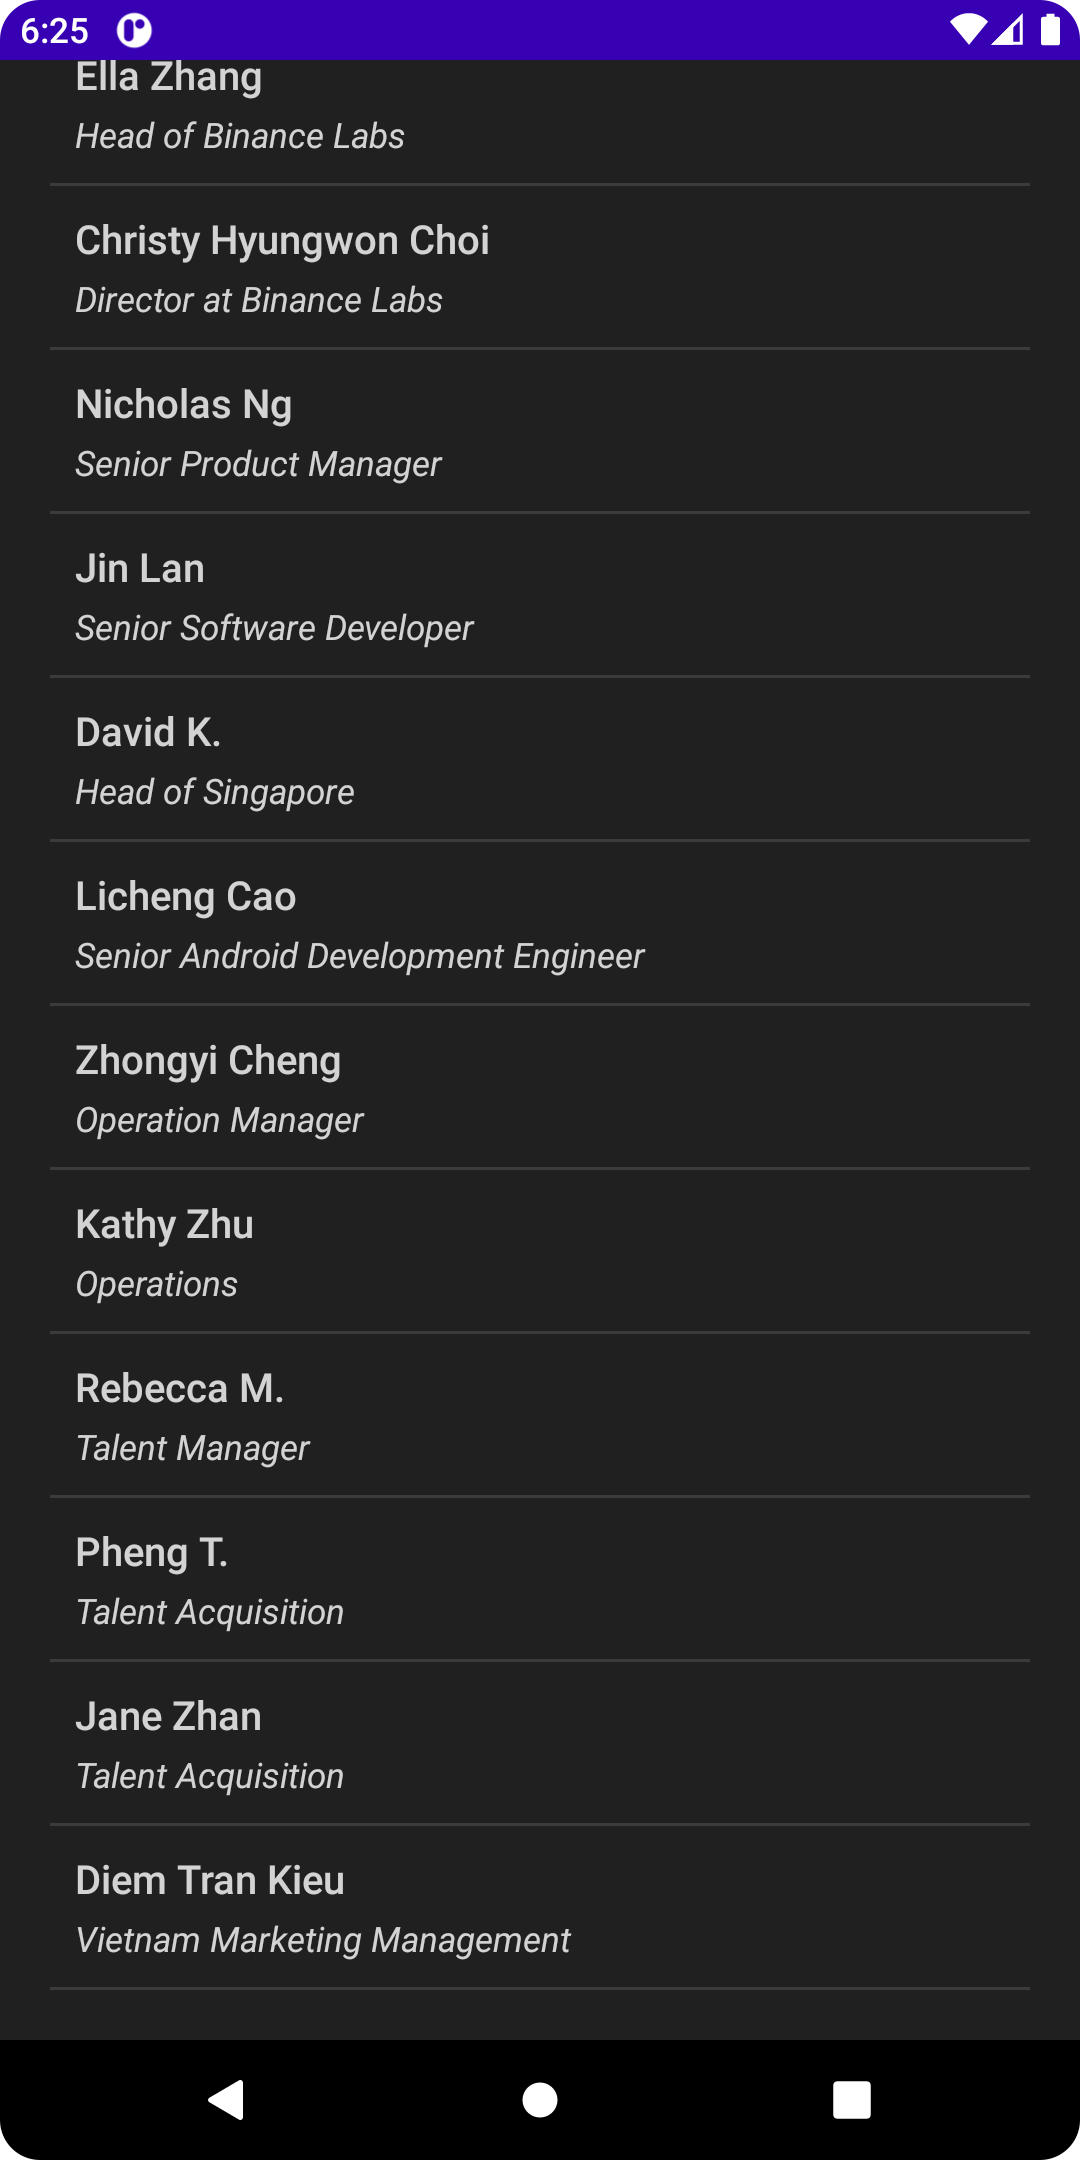 6:25
Ella Zhang
Head of Binance Labs
Christy Hyungwon Choi
Director at Binance Labs
Nicholas Ng
Senior Product Manager
Jin Lan
Senior Software Developer
David K.
Head of Singapore
Licheng Cao
Senior Android Development Engineer
Zhongyi Cheng
Operation Manager
Kathy Zhu
Operations
Rebecca M.
Talent Manager
Pheng T.
Talent Acquisition
Jane Zhan
Talent Acquisition
Diem Tran Kieu
Vietnam Marketing Management